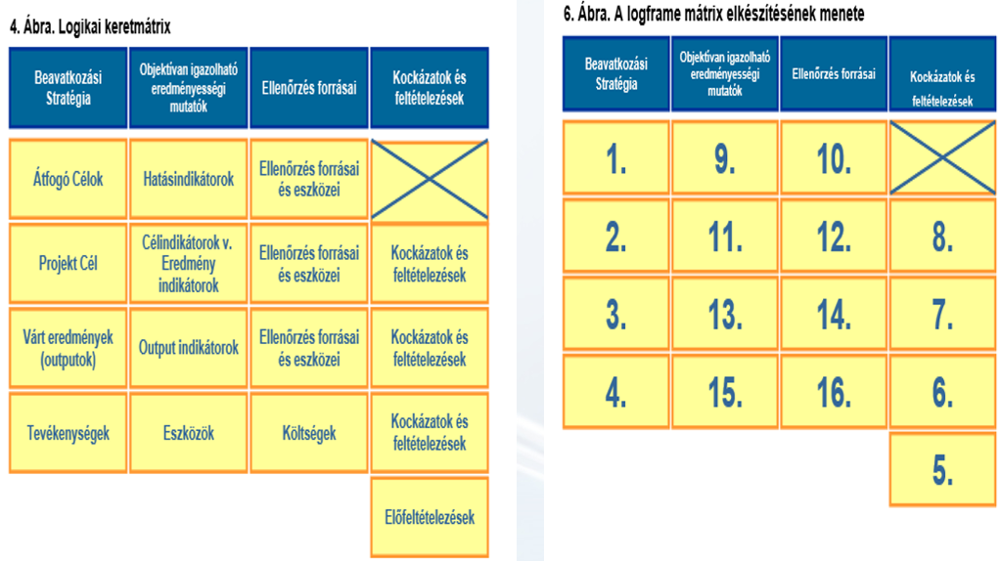 4. Ábra. Logikai keretmátrix
Beavatkozási
Stratégia
Objektívan igazolható
eredményességi
mutatók
Ellenőrzés forrásai
Kockázatok és
feltételezések
Átfogó Célok
Hatásindikátorok
Ellenőrzés forrásai
és eszközei
Projekt Cél
Célindikátorok v.
Eredmény
indikátorok
Ellenőrzés forrásai
és eszközei
Kockázatok és
feltételezések
Várt eredmények
(outputok)
Output indikátorok
Ellenőrzés forrásai
és eszközei
Kockázatok és
feltételezések
Tevékenységek
Eszközök
Költségek
Kockázatok és
feltételezések
Előfeltételezések
6. Ábra. A logframe mátrix elkészítésének menete
Beavatkozási
Stratégia
Objektívan igazolható
eredményességi
mutatók
Ellenőrzés forrásai
Kockázatok és
feltételezések
1.
9.
10.
2.
11.
12.
8.
3.
13.
14.
7.
4.
15.
16.
6.
5.